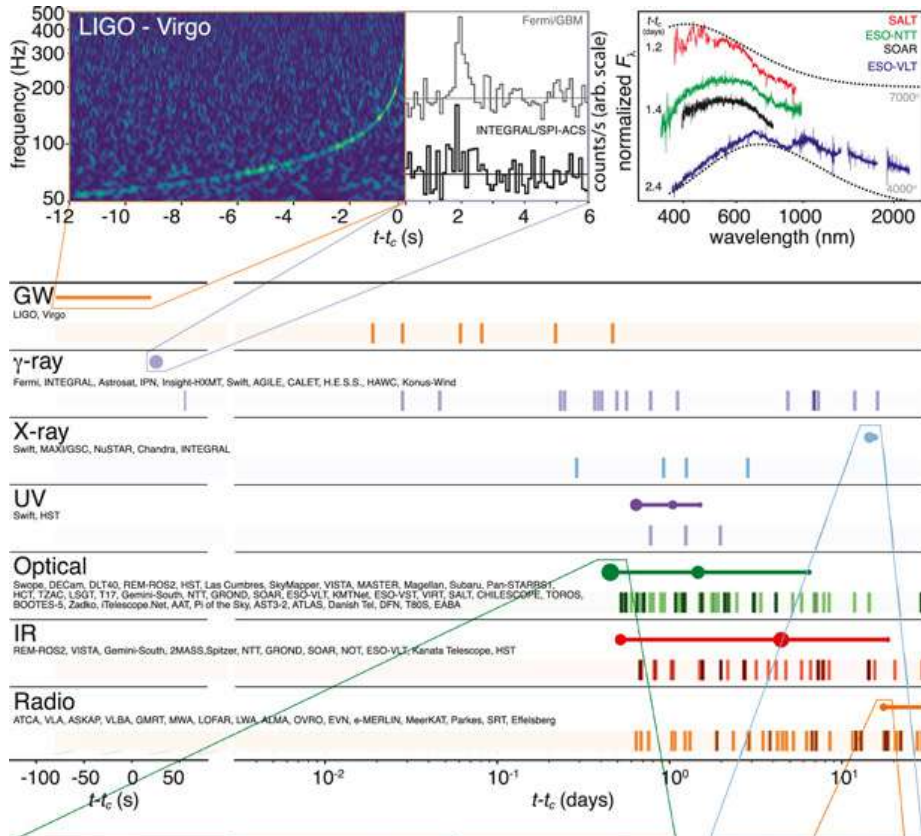 LIGO - Virgo
frequency (Hz)
500
400
300
200
100
50
-12
-10
-8
-6
-4
-2
0
t-tc (s)
Fermi/GBM
INTEGRAL/SPI-ACS
counts/s (arb. scale)
2
4
6
normalized Fλ
t-tc
(days)
1.2
1.4
2.4
SALT
ESO-NTT
SOAR
ESO-VLT
7000°
4000°
400
600
1000
2000
wavelength (nm)
GW
LIGO, Virgo
γ-ray
Fermi, INTEGRAL, Astrosat, IPN, Insight-HXMT, Swift, AGILE, CALET, H.E.S.S., HAWC, Konus-Wind
X-ray
Swift, MAXI/GSC, NuSTAR, Chandra, INTEGRAL
UV
Swift, HST
Optical
Swope, DECam, DLT40, REM-ROS2, HST, Las Cumbres, SkyMapper, VISTA, MASTER, Magellan, Subaru, Pan-STARRS1,
HCT, TZAC, LSGT, T17, Gemini-South, NTT, GROND, SOAR, ESO-VLT, KMTNet, ESO-VST, VIRT, SALT, CHILESCOPE, TOROS,
BOOTES-5, Zadko, iTelescope.Net, AAT, Pi of the Sky, AST3-2, ATLAS, Danish Tel, DFN, T80S, EABA
IR
REM-ROS2, VISTA, Gemini-South, 2MASS,Spitzer, NTT, GROND, SOAR, NOT, ESO-VLT, Kanata Telescope, HST
Radio
ATCA, VLA, ASKAP, VLBA, GMRT, MWA, LOFAR, LWA, ALMA, OVRO, EVN, e-MERLIN, MeerKAT, Parkes, SRT, Effelsberg
-100
-50
0
50
t-tc (s)
10⁻²
10⁻¹
10⁰
10¹
t-tc (days)